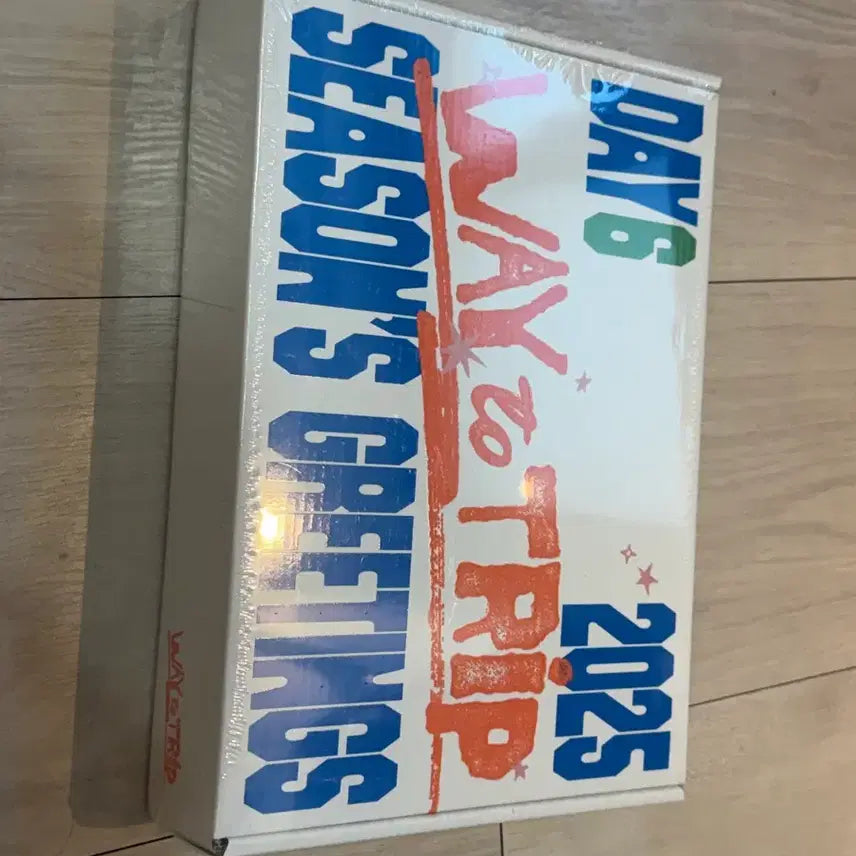 DAY6
2025
WAY to TRiP
SEASON'S GREETINGS
WAY to TRiP